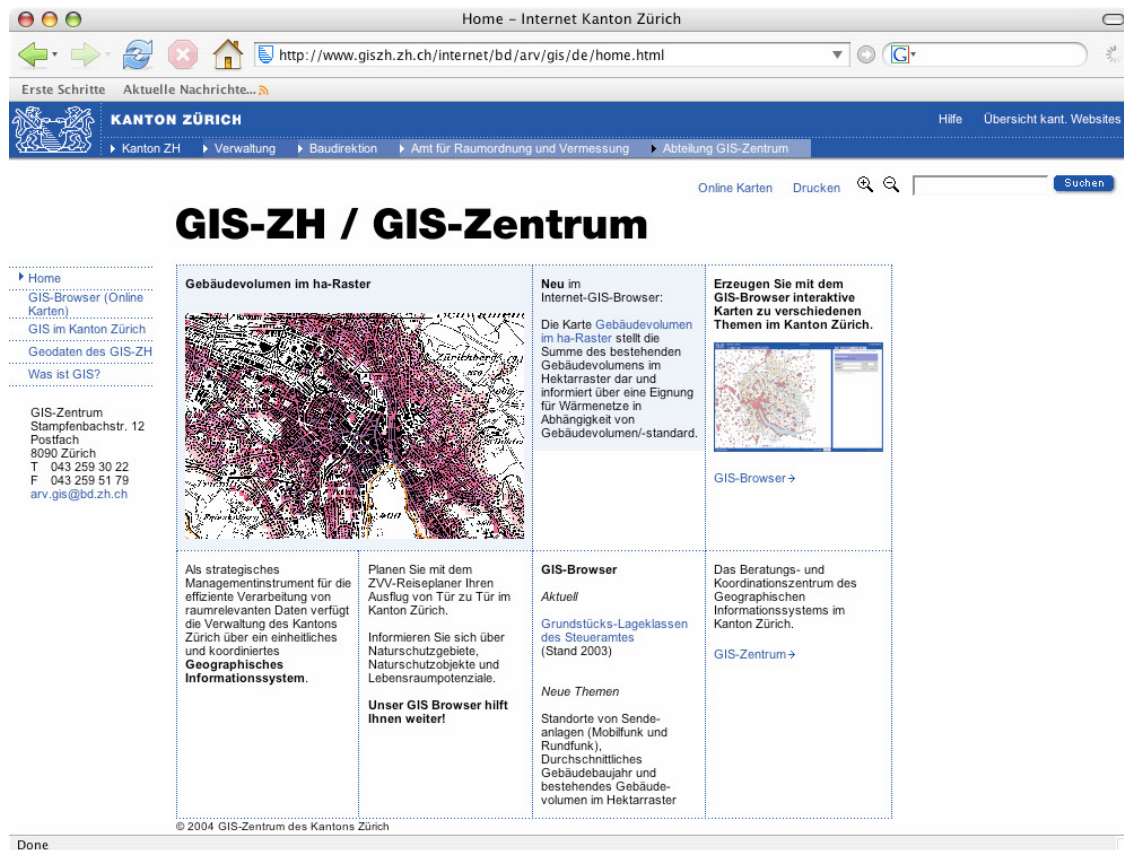 Home – Internet Kanton Zürich
http://www.giszh.zh.ch/internet/bd/arv/gis/de/home.html
G
Erste Schritte Aktuelle Nachrichte...
KANTON ZÜRICH
Hilfe Übersicht kant. Websites
Kanton ZH Verwaltung Baudirektion Amt für Raumordnung und Vermessung Abteilung GIS-Zentrum
Online Karten Drucken Suchen
GIS-ZH / GIS-Zentrum
Home
GIS-Browser (Online
Karten)
GIS im Kanton Zürich
Geodaten des GIS-ZH
Was ist GIS?
GIS-Zentrum
Stampfenbachstr. 12
Postfach
8090 Zürich
T 043 259 30 22
F 043 259 51 79
arv.gis@bd.zh.ch
Gebäudevolumen im ha-Raster
Zürichberg
Neu im
Internet-GIS-Browser:
Die Karte Gebäudevolumen
im ha-Raster stellt die
Summe des bestehenden
Gebäudevolumens im
Hektarraster dar und
informiert über eine Eignung
für Wärmenetze in
Abhängigkeit von
Gebäudevolumen/-standard.
Erzeugen Sie mit dem
GIS-Browser interaktive
Karten zu verschiedenen
Themen im Kanton Zürich.
GIS-Browser→
Als strategisches
Managementinstrument für die
effiziente Verarbeitung von
raumrelevanten Daten verfügt
die Verwaltung des Kantons
Zürich über ein einheitliches
und koordiniertes
Geographisches
Informationssystem.
Planen Sie mit dem
ZVV-Reiseplaner Ihren
Ausflug von Tür zu Tür im
Kanton Zürich.
Informieren Sie sich über
Naturschutzgebiete,
Naturschutzobjekte und
Lebensraumpotenziale.
Unser GIS Browser hilft
Ihnen weiter!
GIS-Browser
Aktuell
Grundstücks-Lageklassen
des Steueramtes
(Stand 2003)
Neue Themen
Standorte von Sende-
anlagen (Mobilfunk und
Rundfunk),
Durchschnittliches
Gebäudebaujahr und
bestehendes Gebäude-
volumen im Hektarraster
Das Beratungs- und
Koordinationszentrum des
Geographischen
Informationssystems im
Kanton Zürich.
GIS-Zentrum→
© 2004 GIS-Zentrum des Kantons Zürich
Done